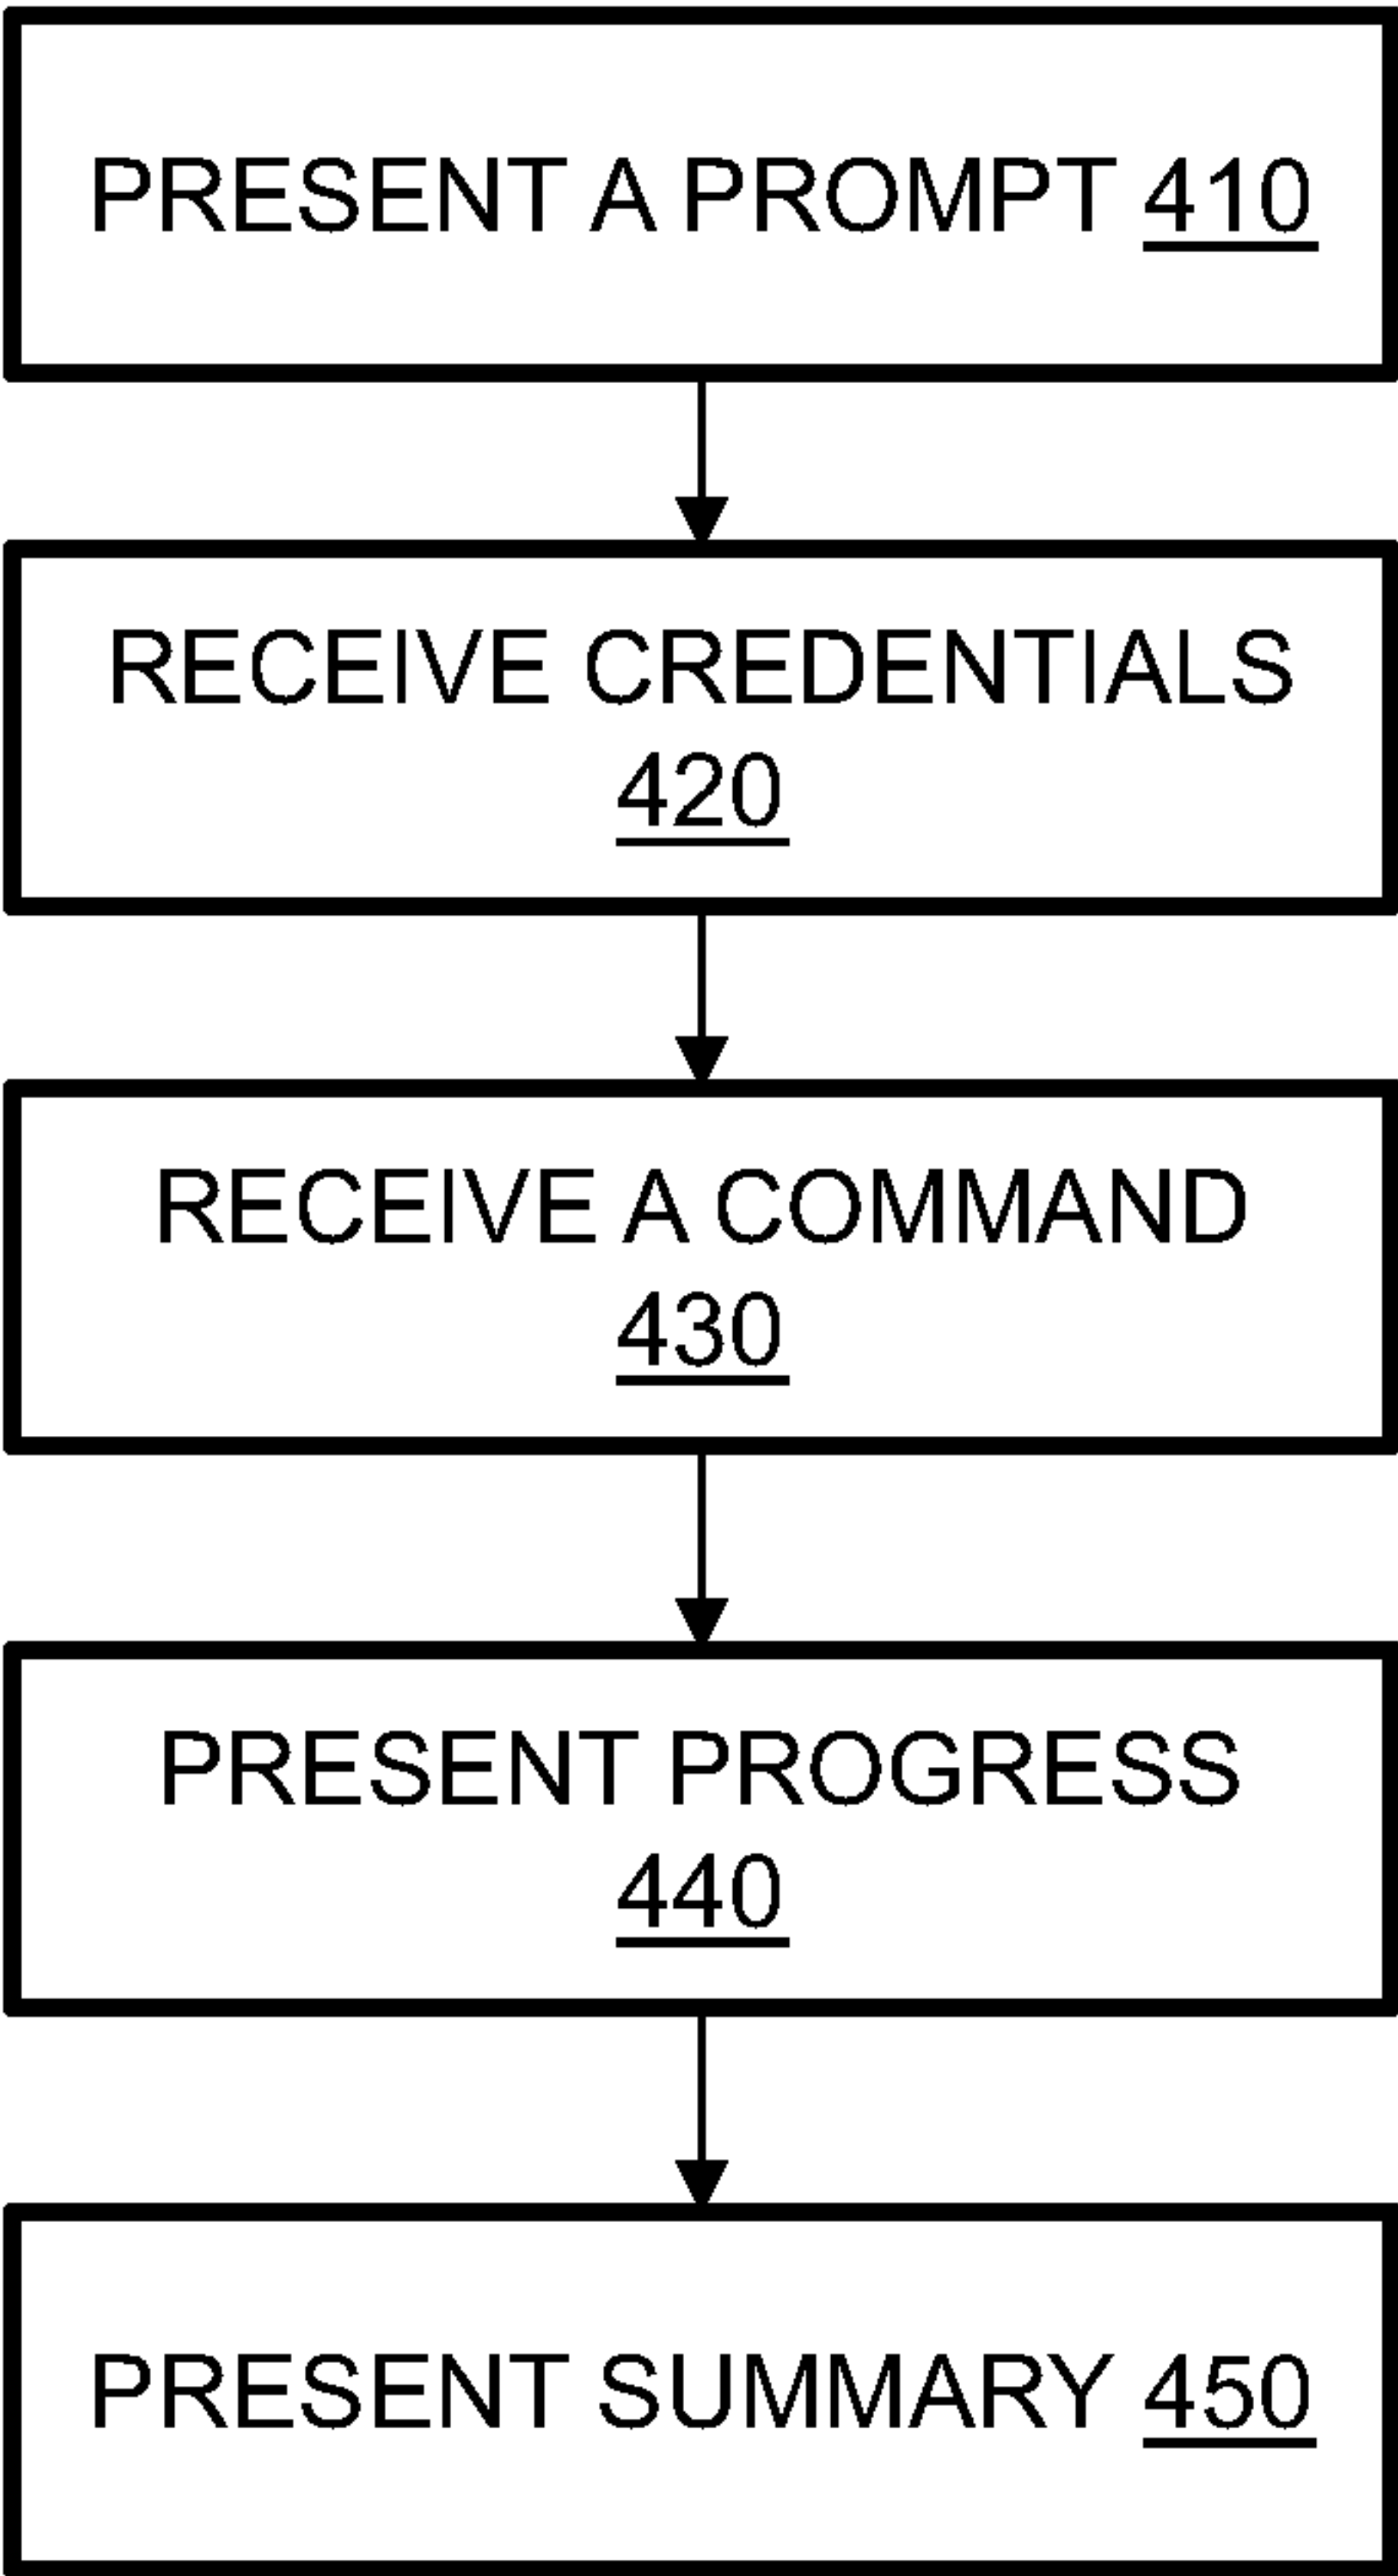 PRESENT A PROMPT 410
RECEIVE CREDENTIALS
420
RECEIVE A COMMAND
430
PRESENT PROGRESS
440
PRESENT SUMMARY 450